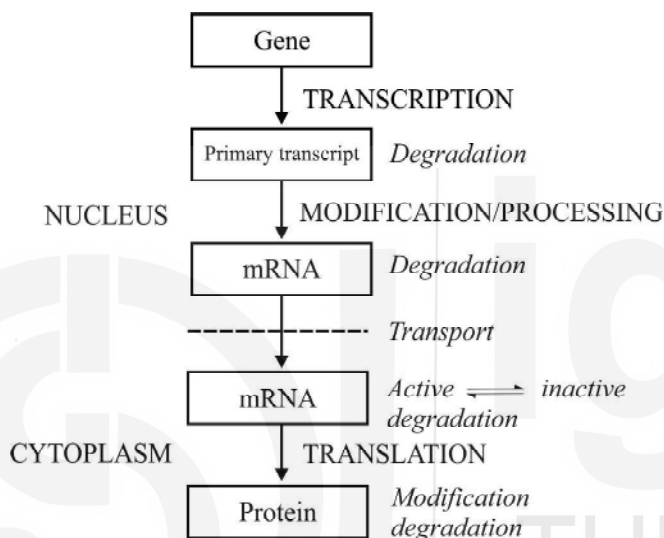 Gene
TRANSCRIPTION
Primary transcript Degradation
NUCLEUS MODIFICATION/PROCESSING
mRNA Degradation
Transport
mRNA Active ⇌ inactive
degradation
CYTOPLASM TRANSLATION
Protein Modification
degradation